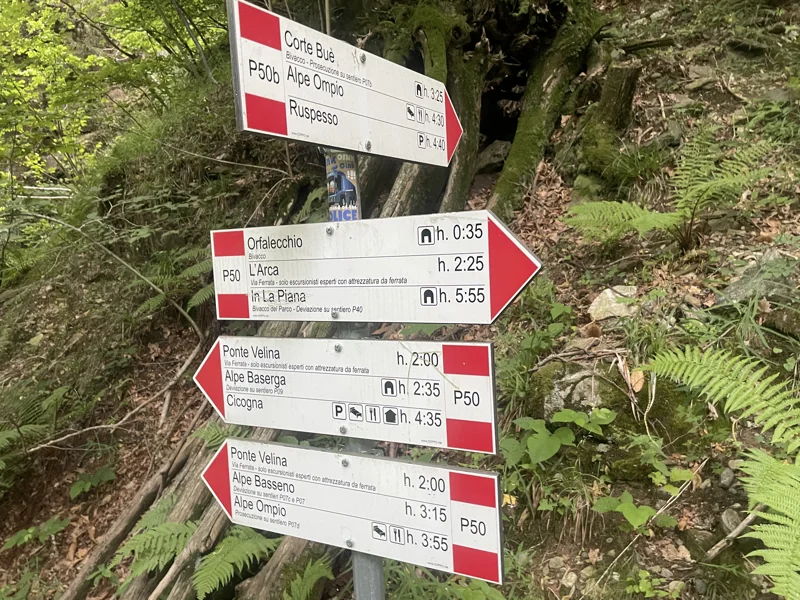 Corte Buè
Bivacco - Prosecuzione su sentiero P07b
h. 3:25
P50b
Alpe Ompio
h. 4:30
Ruspesso
P h. 4:40
OLICE
Orfalecchio
Bivacco
h. 0:35
P50
L'Arca
h. 2:25
Via Ferrata - solo escursionisti esperti con attrezzatura da ferrata
In La Piana
h. 5:55
Bivacco del Parco - Deviazione su sentiero P40
Ponte Velina
h. 2:00
Via Ferrata - solo escursionisti esperti con attrezzatura da ferrata
Alpe Baserga
h. 2:35
Deviazione su sentiero P09
P50
Cicogna
P h. 4:35
Ponte Velina
h. 2:00
Via Ferrata - solo escursionisti esperti con attrezzatura da ferrata
Alpe Basseno
h. 3:15
Deviazione su sentiero P07c e P07
P50
Alpe Ompio
h. 3:55
Prosecuzione su sentiero P07d